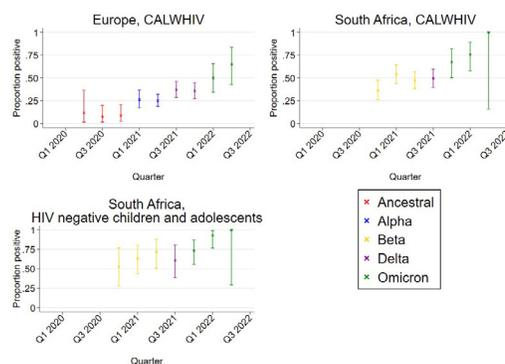 Europe, CALWHIV
Proportion positive
1
.75
.50
.25
0
Q1 2020
Q3 2020
Q1 2021
Q3 2021
Q1 2022
Q3 2022
Quarter
South Africa, CALWHIV
Proportion positive
1
.75
.50
.25
0
Q1 2020
Q3 2020
Q1 2021
Q3 2021
Q1 2022
Q3 2022
Quarter
South Africa,
HIV negative children and adolescents
Proportion positive
1
.75
.50
.25
.0
Q1 2020
Q3 2020
Q1 2021
Q3 2021
Q1 2022
Q3 2022
Quarter
Ancestral
Alpha
Beta
Delta
Omicron